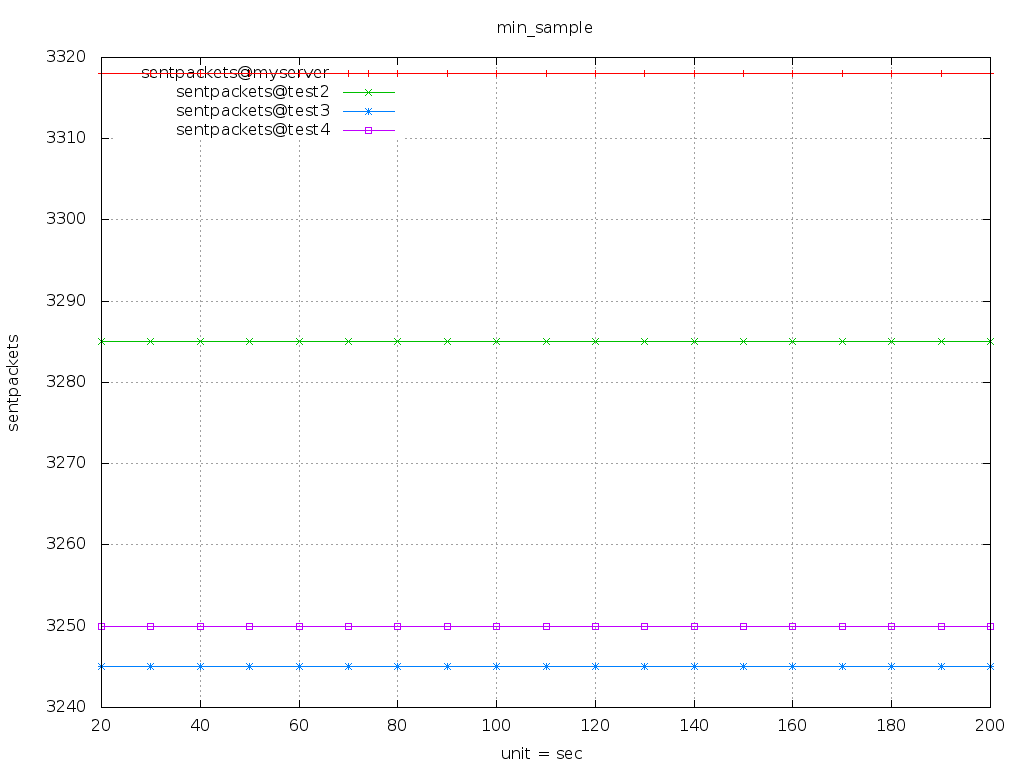 min_sample
3320
sentpackets@myserver
sentpackets@test2
sentpackets@test3
sentpackets@test4
3310
3300
3290
3280
3270
3260
3250
3240
sentpackets
20 40 60 80 100 120 140 160 180 200
unit = sec